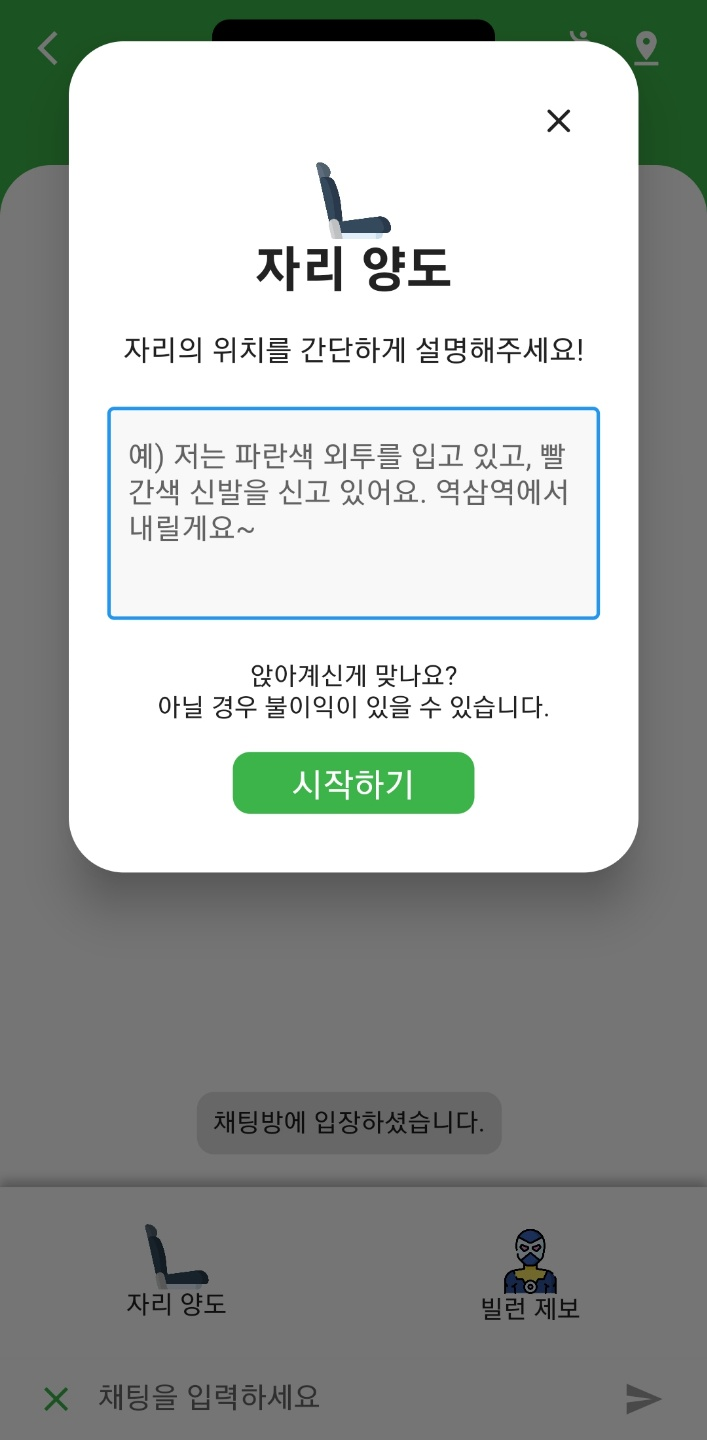 자리 양도
자리의 위치를 간단하게 설명해주세요!
예) 저는 파란색 외투를 입고 있고, 빨
간색 신발을 신고 있어요. 역삼역에서
내릴게요~
앉아계신게 맞나요?
아닐 경우 불이익이 있을 수 있습니다.
시작하기
채팅방에 입장하셨습니다.
자리 양도
빌런 제보
채팅을 입력하세요